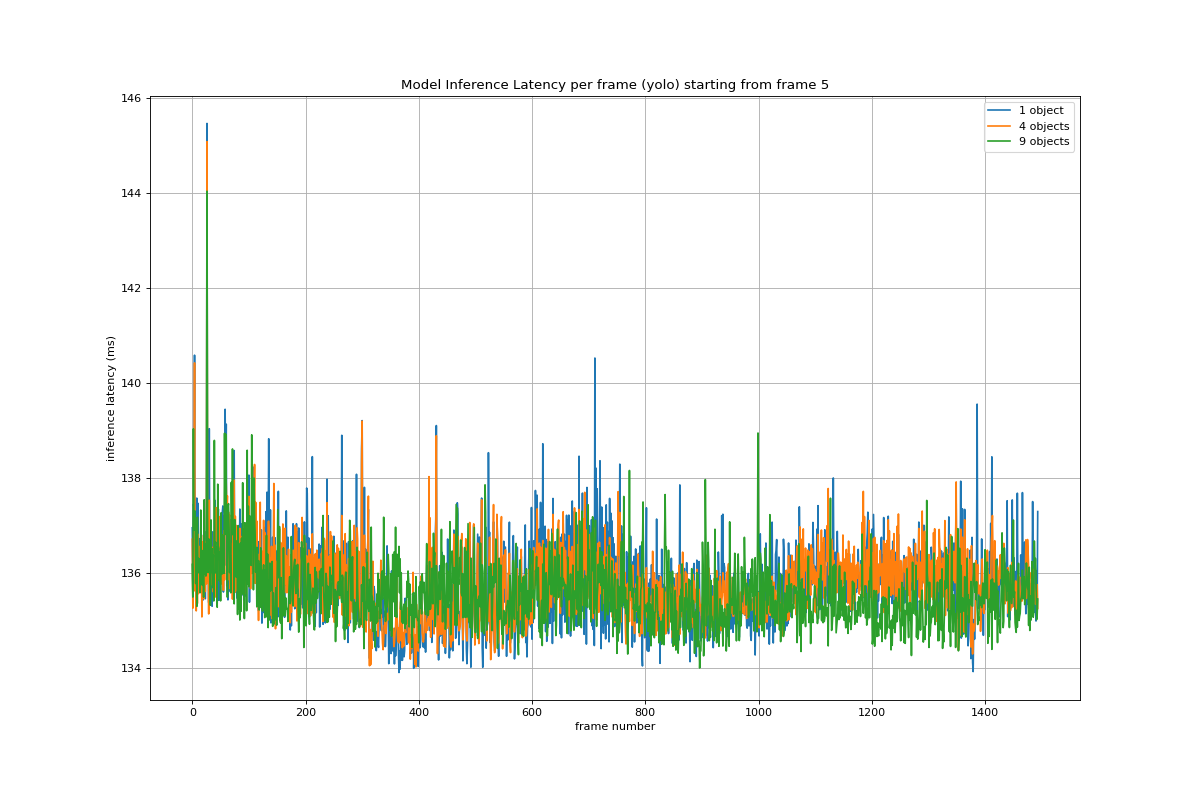 Model Inference Latency per frame (yolo) starting from frame 5
146
144
142
140
138
136
134
inference latency (ms)
1 object
4 objects
9 objects
0 200 400 600 800 1000 1200 1400
frame number